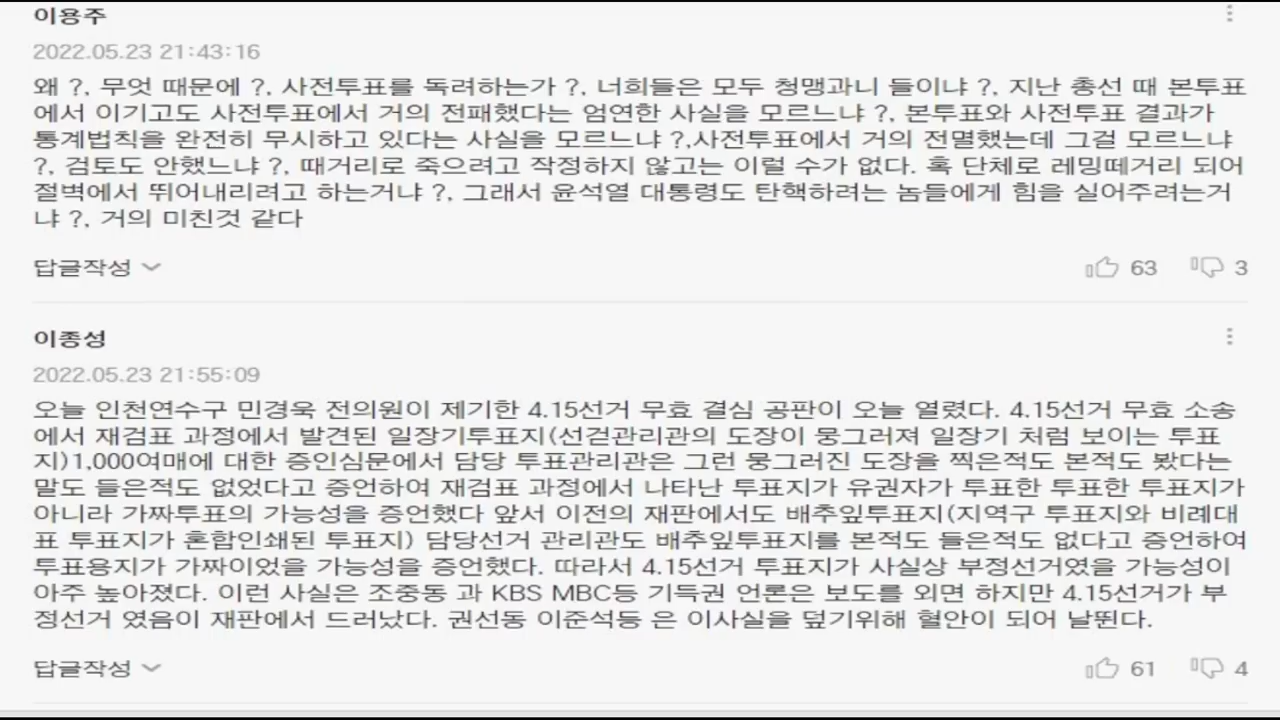 이용주
2022.05.23 21:43:16
왜 ?, 무엇 때문에 ?, 사전투표를 독려하는가 ?, 너희들은 모두 청맹과니 들이냐 ?, 지난 총선 때 본투표
에서 이기고도 사전투표에서 거의 전패했다는 엄연한 사실을 모르느냐 ?, 본투표와 사전투표 결과가
통계법칙을 완전히 무시하고 있다는 사실을 모르느냐 ?,사전투표에서 거의 전멸했는데 그걸 모르느냐
?, 검토도 안했느냐 ?, 때거리로 죽으려고 작정하지 않고는 이럴 수가 없다. 혹 단체로 레밍떼거리 되어
절벽에서 뛰어내리려고 하는거냐 ?, 그래서 윤석열 대통령도 탄핵하려는 놈들에게 힘을 실어주려는거
냐 ?, 거의 미친것 같다
답글작성
63 3
이종성
2022.05.23 21:55:09
오늘 인천연수구 민경욱 전의원이 제기한 4.15선거 무효 결심 공판이 오늘 열렸다. 4.15선거 무효 소송
에서 재검표 과정에서 발견된 일장기투표지(선걷관리관의 도장이 뭉그러져 일장기 처럼 보이는 투표
지)1,000여매에 대한 증인심문에서 담당 투표관리관은 그런 뭉그러진 도장을 찍은적도 본적도 봤다는
말도 들은적도 없었다고 증언하여 재검표 과정에서 나타난 투표지가 유권자가 투표한 투표한 투표지가
아니라 가짜투표의 가능성을 증언했다 앞서 이전의 재판에서도 배추잎투표지(지역구 투표지와 비례대
표 투표지가 혼합인쇄된 투표지) 담당선거 관리관도 배추잎투표지를 본적도 들은적도 없다고 증언하여
투표용지가 가짜이었을 가능성을 증언했다. 따라서 4.15선거 투표지가 사실상 부정선거였을 가능성이
아주 높아졌다. 이런 사실은 조중동 과 KBS MBC등 기득권 언론은 보도를 외면 하지만 4.15선거가 부
정선거 였음이 재판에서 드러났다. 권선동 이준석등 은 이사실을 덮기위해 혈안이 되어 날뛴다.
답글작성
61 4